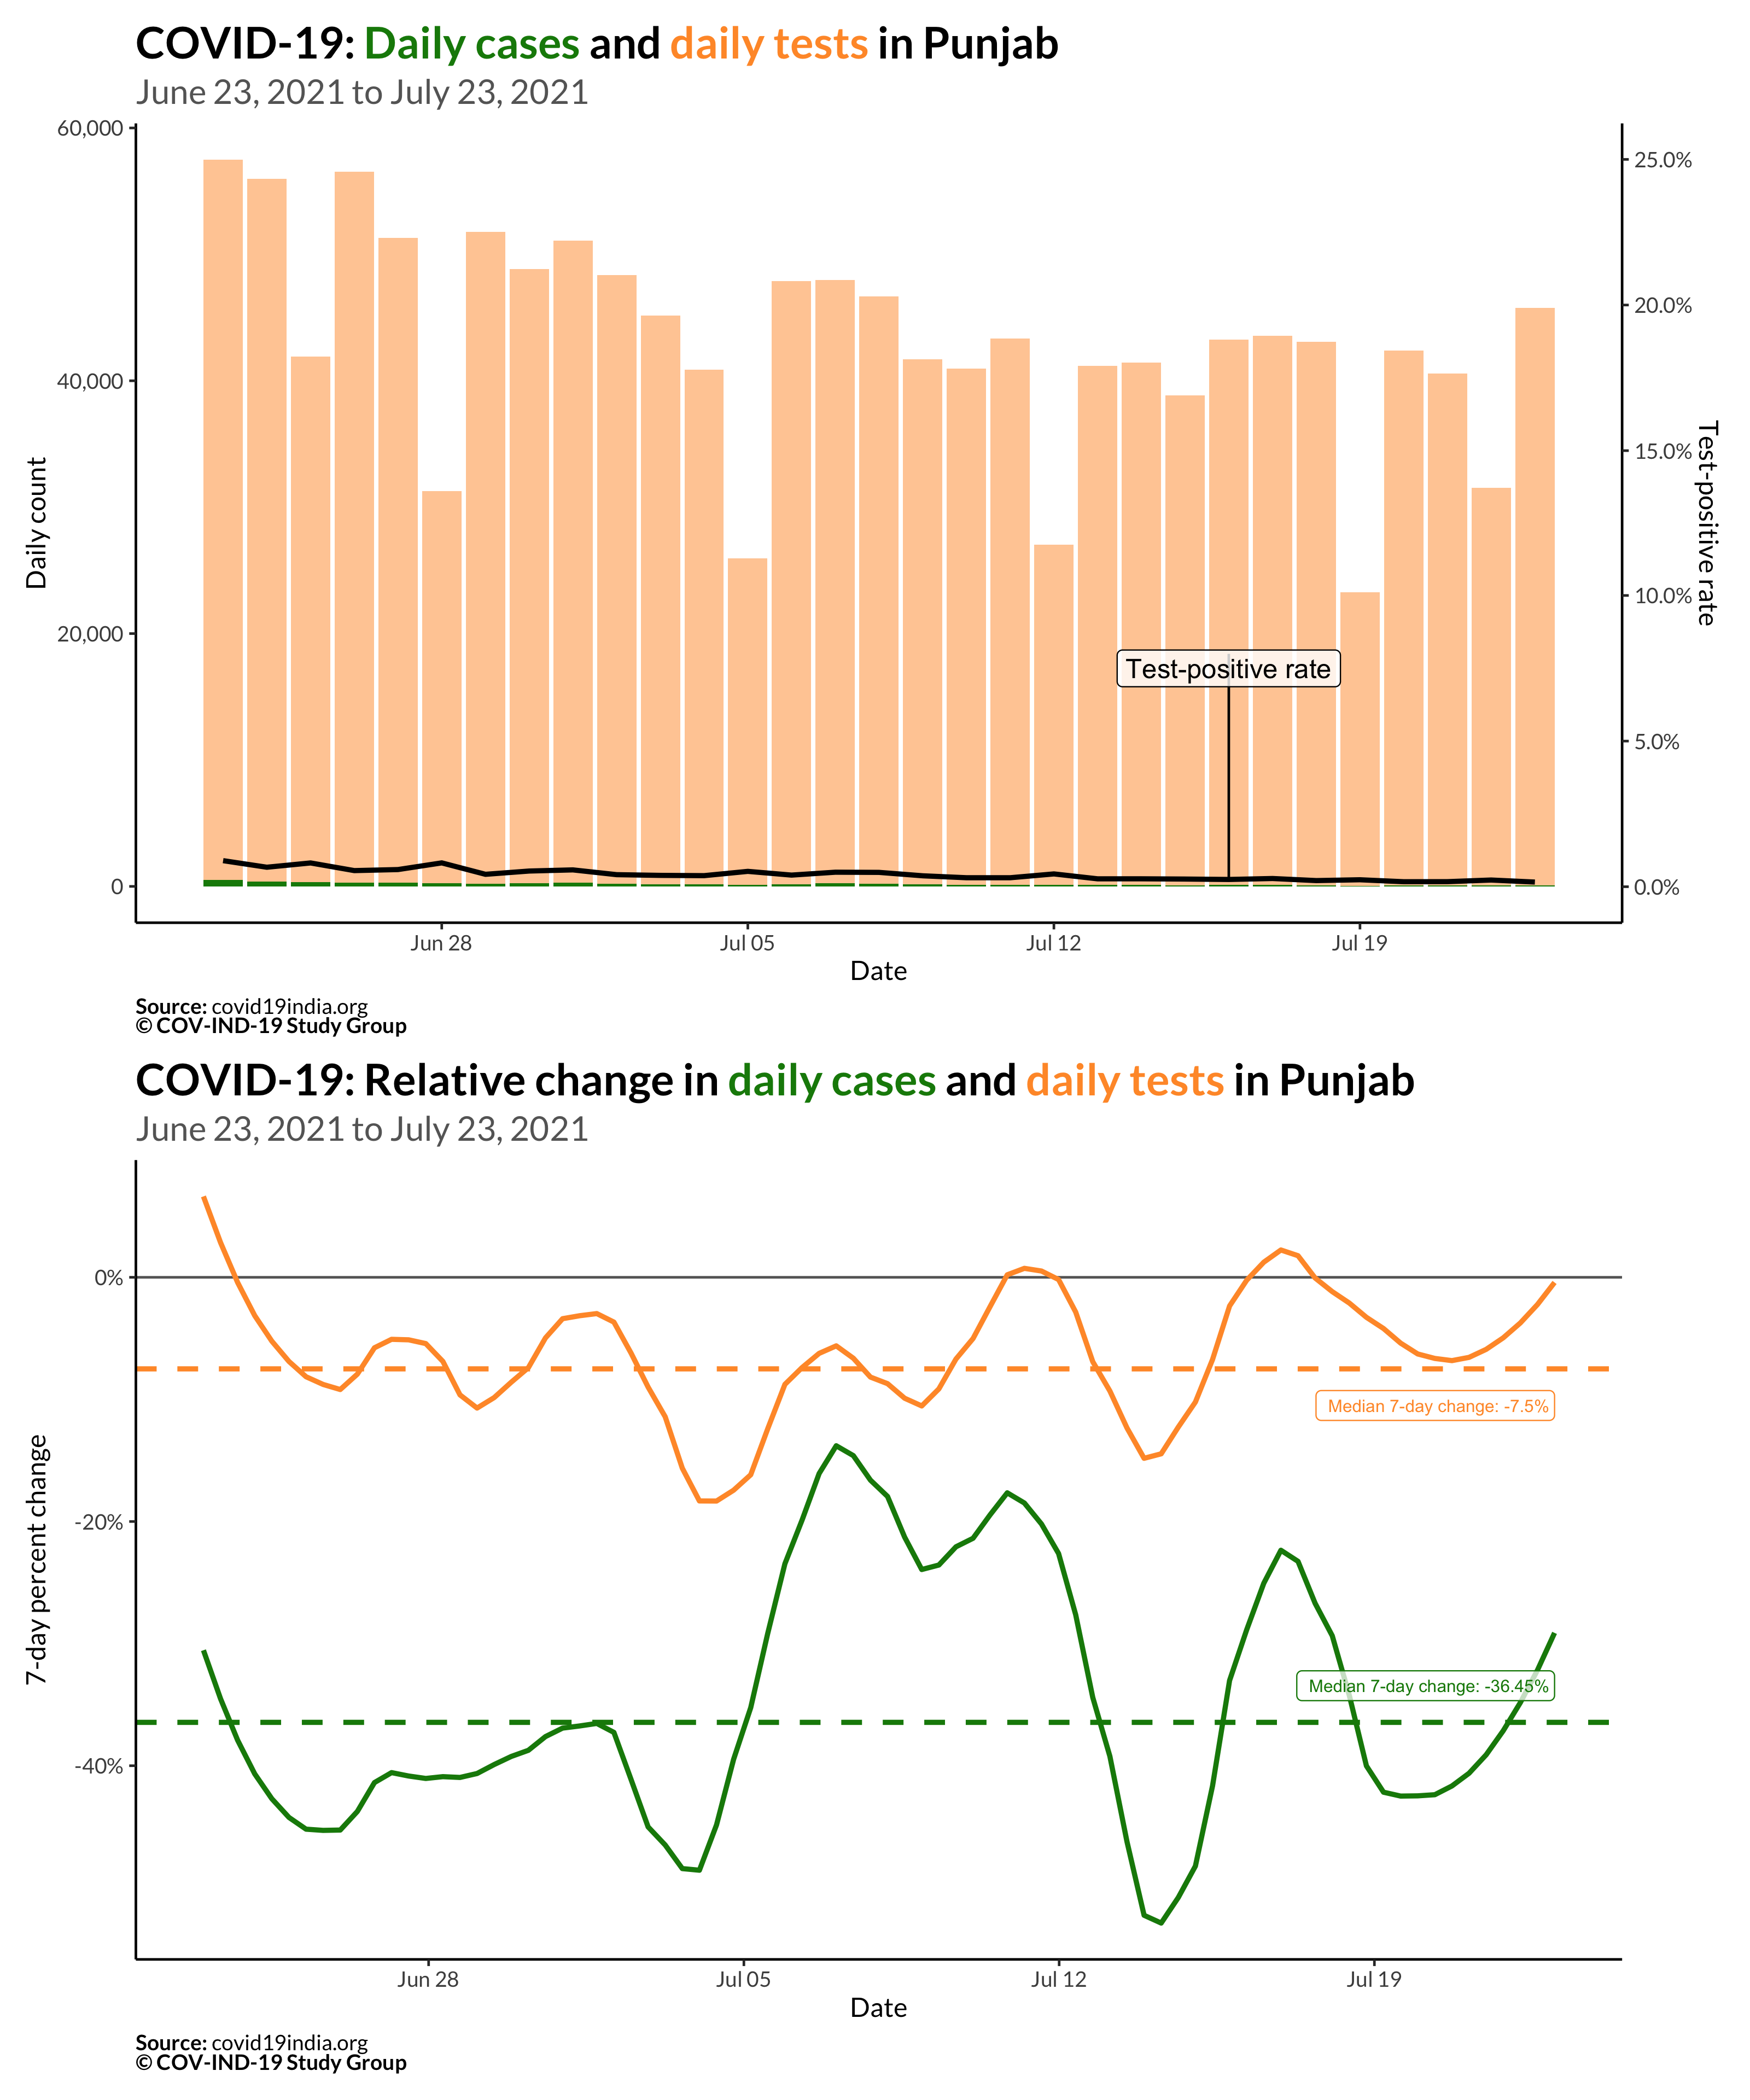 COVID-19: Daily cases and daily tests in Punjab
June 23, 2021 to July 23, 2021
60,000
40,000
20,000
0
Daily count
25.0%
20.0%
15.0%
10.0%
5.0%
0.0%
Test-positive rate
Test-positive rate
Jun 28
Jul 05
Jul 12
Jul 19
Date
Source: covid19india.org
© COV-IND-19 Study Group
COVID-19: Relative change in daily cases and daily tests in Punjab
June 23, 2021 to July 23, 2021
0%
-20%
-40%
7-day percent change
Median 7-day change: -7.5%
Median 7-day change: -36.45%
Jun 28
Jul 05
Jul 12
Jul 19
Date
Source: covid19india.org
© COV-IND-19 Study Group